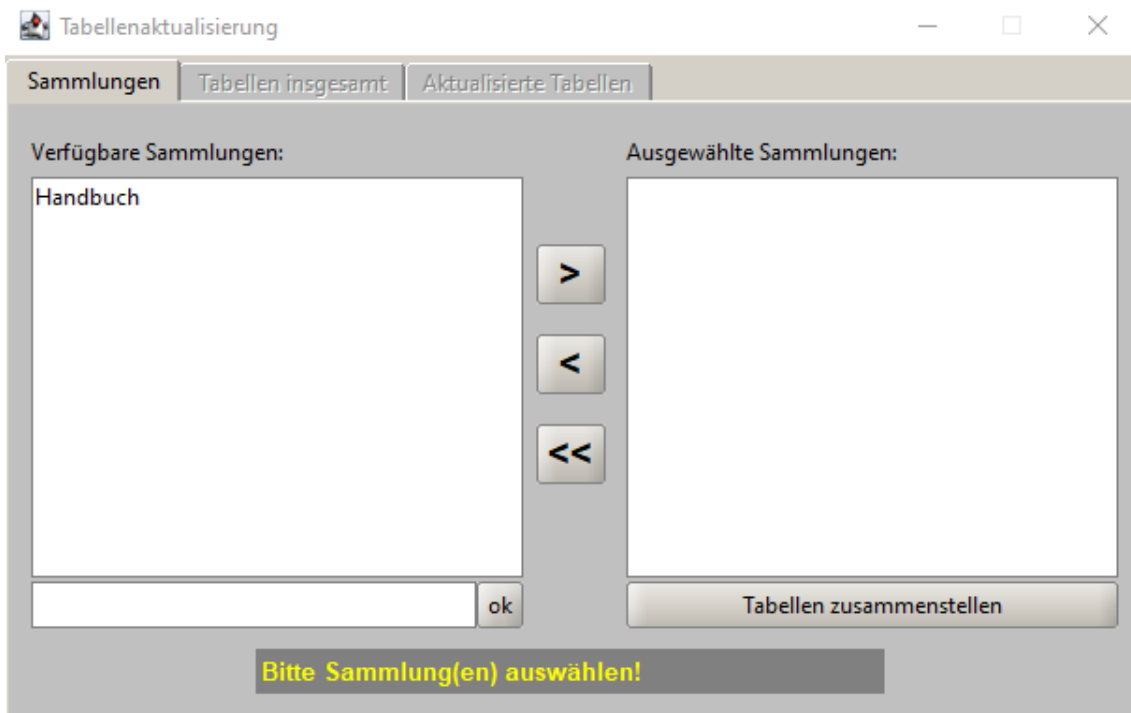 Tabellenaktualisierung
Sammlungen Tabellen insgesamt Aktualisierte Tabellen
Verfügbare Sammlungen: Ausgewählte Sammlungen:
Handbuch
>
<
<<
ok Tabellen zusammenstellen
Bitte Sammlung(en) auswählen!